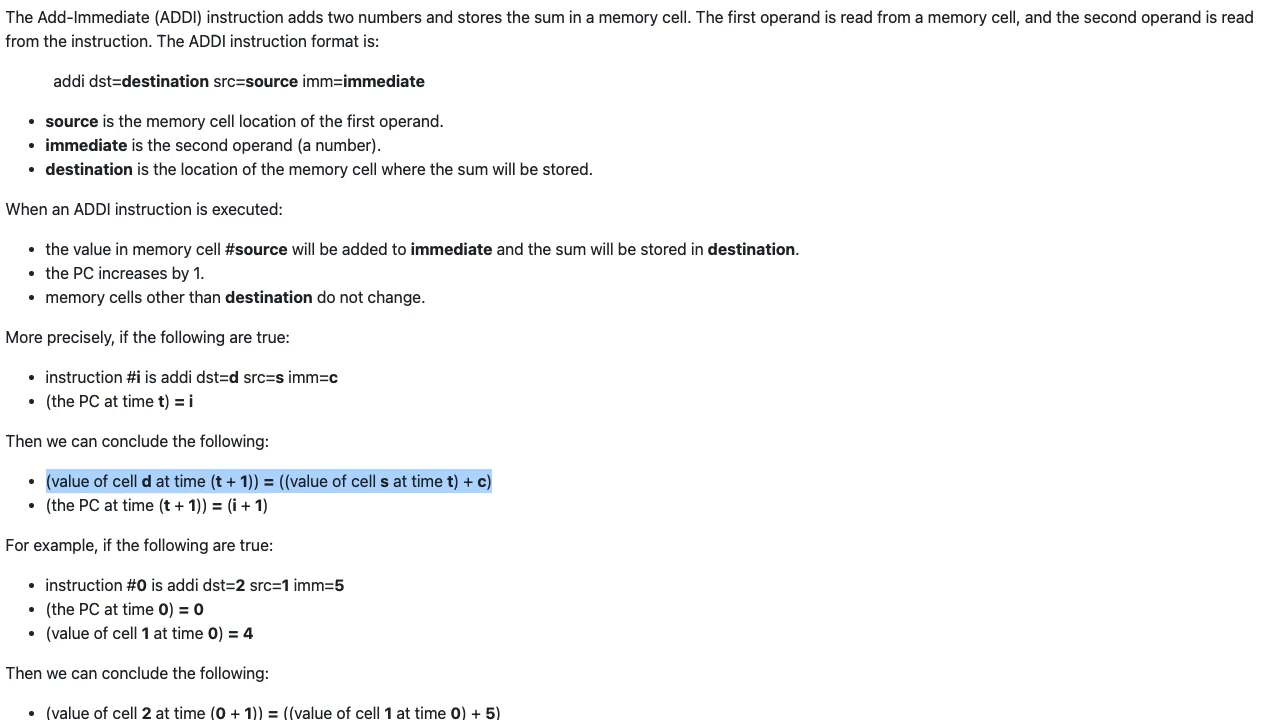 The Add-Immediate (ADDI) instruction adds two numbers and stores the sum in a memory cell. The first operand is read from a memory cell, and the second operand is read
from the instruction. The ADDI instruction format is:
addi dst=destination src=source imm=immediate
• source is the memory cell location of the first operand.
• immediate is the second operand (a number).
• destination is the location of the memory cell where the sum will be stored.
When an ADDI instruction is executed:
• the value in memory cell #source will be added to immediate and the sum will be stored in destination.
• the PC increases by 1.
• memory cells other than destination do not change.
More precisely, if the following are true:
• instruction #i is addi dst=d src=s imm=c
• (the PC at time t) = i
Then we can conclude the following:
• (value of cell d at time (t + 1)) = ((value of cell s at time t) + c)
• (the PC at time (t + 1)) = (i + 1)
For example, if the following are true:
• instruction #0 is addi dst=2 src=1 imm=5
• (the PC at time 0) = 0
• (value of cell 1 at time 0) = 4
Then we can conclude the following:
• (value of cell 2 at time (0 + 1)) = ((value of cell 1 at time 0) + 5)